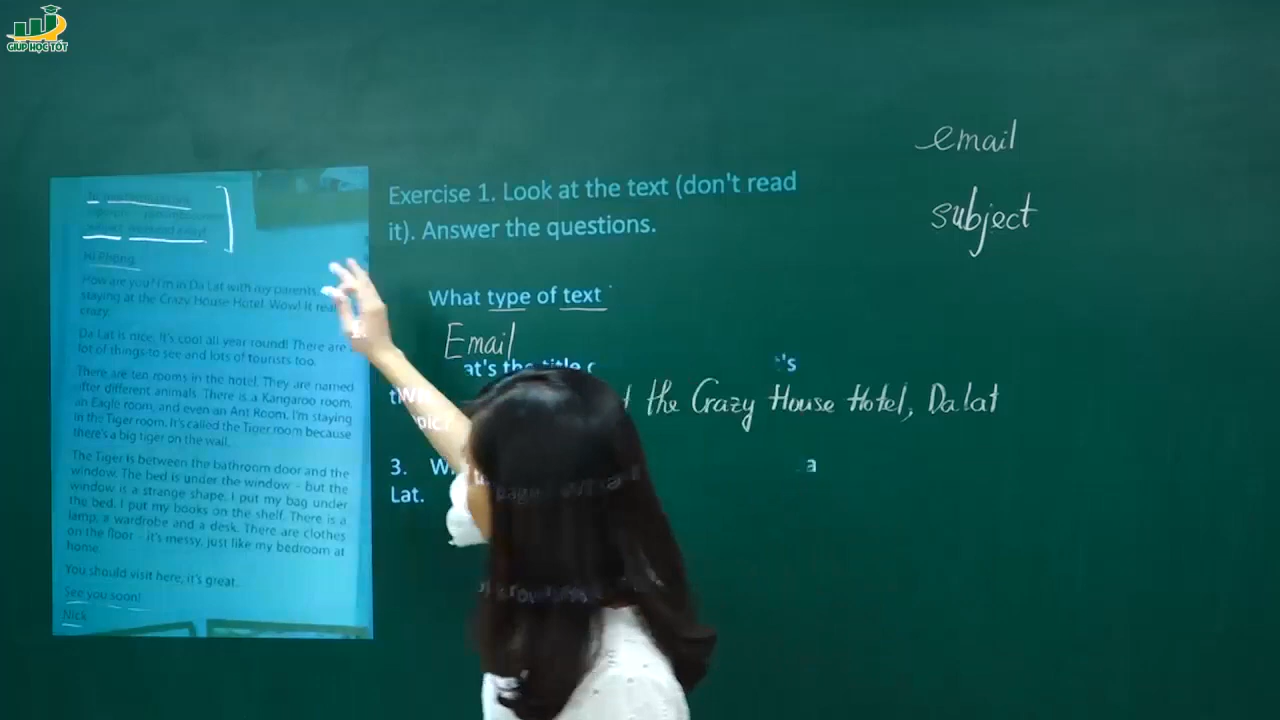 GIÚP HỌC TỐT
email
subject
Exercise 1. Look at the text (don't read
it). Answer the questions.
What type of text
Email
at's the title
's
the Crazy House Hotel, Da lat
3. W
a
Lat.
Hi Phong,
How are you? I'm in Da Lat with my parents.
staying at the Crazy House Hotel. Wow! It
crazy.
Da Lat is nice. It's cool all year round! There are
lot of things to see and lots of tourists too.
There are ten rooms in the hotel. They are named
after different animals. There is a Kangaroo room,
an Eagle room, and even an Ant Room. I'm staying
in the Tiger room. It's called the Tiger room because
there's a big tiger on the wall.
The Tiger is between the bathroom door and the
window. The bed is under the window - but the
window is a strange shape. I put my bag under
the bed. I put my books on the shelf. There is a
lamp, a wardrobe and a desk. There are clothes
on the floor - it's messy, just like my bedroom at
home.
You should visit here, it's great.
See you soon!
Nick